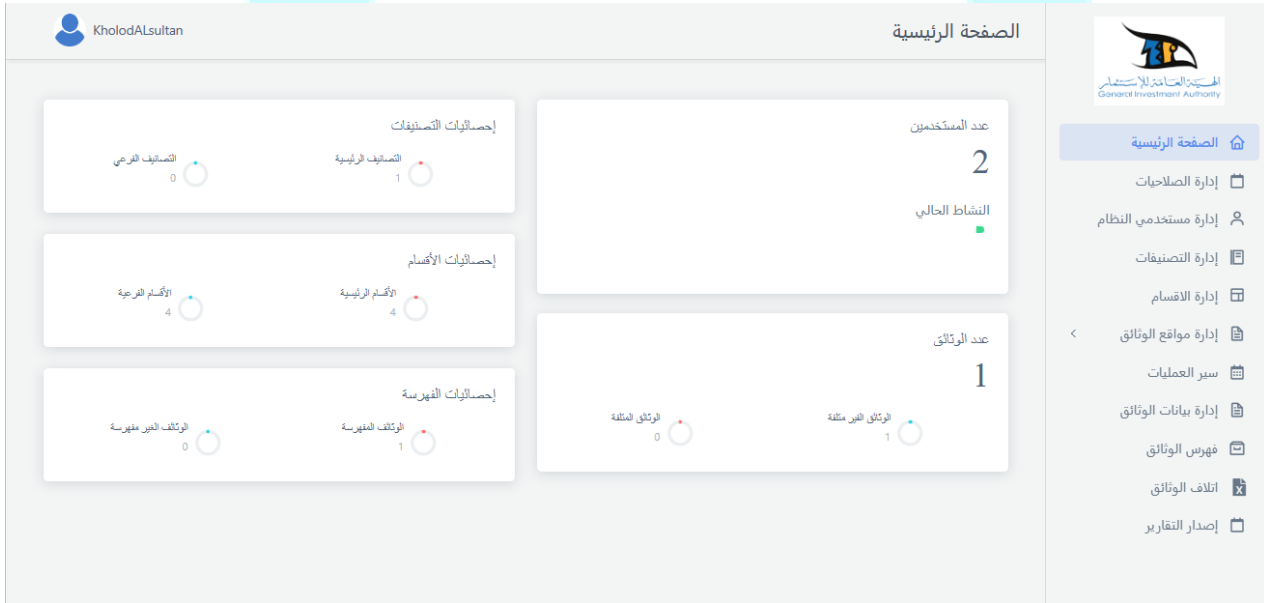 الهيئة العامة للإستثمار
General Investment Authority
الصفحة الرئيسية
إدارة الصلاحيات
إدارة مستخدمي النظام
إدارة التصنيفات
إدارة الاقسام
إدارة مواقع الوثائق
سير العمليات
إدارة بيانات الوثائق
فهرس الوثائق
اتلاف الوثائق
إصدار التقارير
الصفحة الرئيسية
KholodALsultan
عدد المستخدمين
2
النشاط الحالي
عدد الوثائق
1
الوثائق الغير متلفة
1
الوثائق المتلفة
0
إحصائيات التصنيفات
التصانيف الرئيسية
1
التصانيف الفرعي
0
إحصائيات الأقسام
الأقسام الرئيسية
4
الأقسام الفرعية
4
إحصائيات الفهرسة
الوثائف المفهرسة
1
الوثائف الغير مفهرسة
0